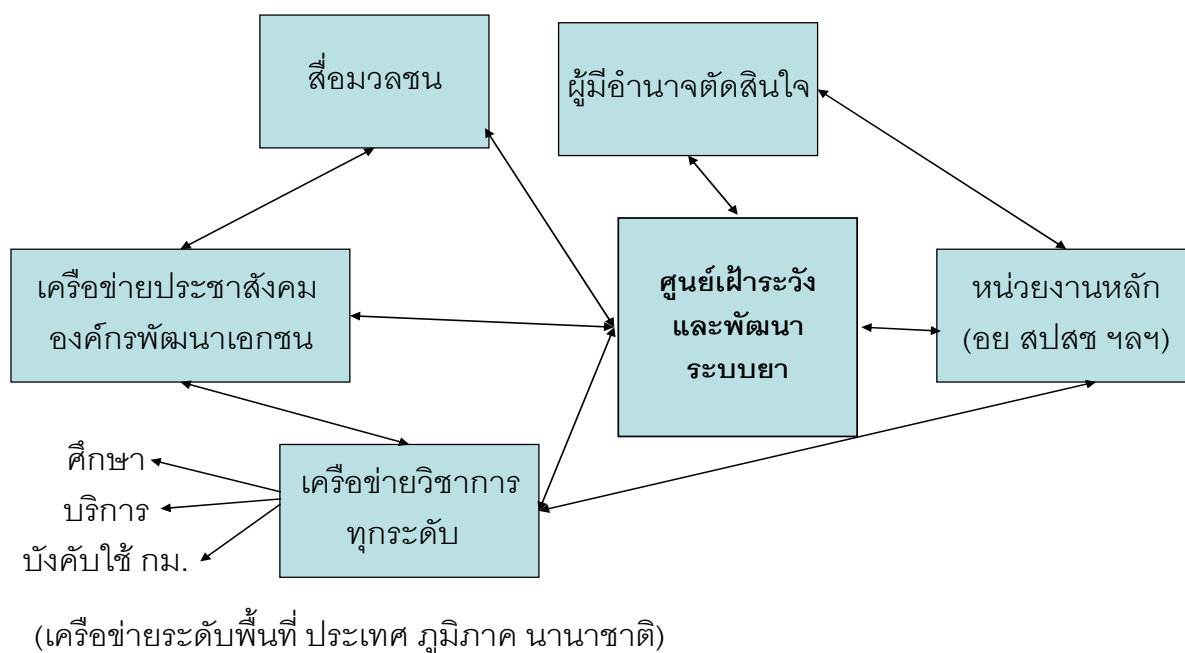 สื่อมวลชน
ผู้มีอำนาจตัดสินใจ
เครือข่ายประชาสังคม
องค์กรพัฒนาเอกชน
ศูนย์เฝ้าระวัง
และพัฒนา
ระบบยา
หน่วยงานหลัก
(อย สปสช ฯลฯ)
เครือข่ายวิชาการ
ทุกระดับ
ศึกษา
บริการ
บังคับใช้ กม.
(เครือข่ายระดับพื้นที่ ประเทศ ภูมิภาค นานาชาติ)